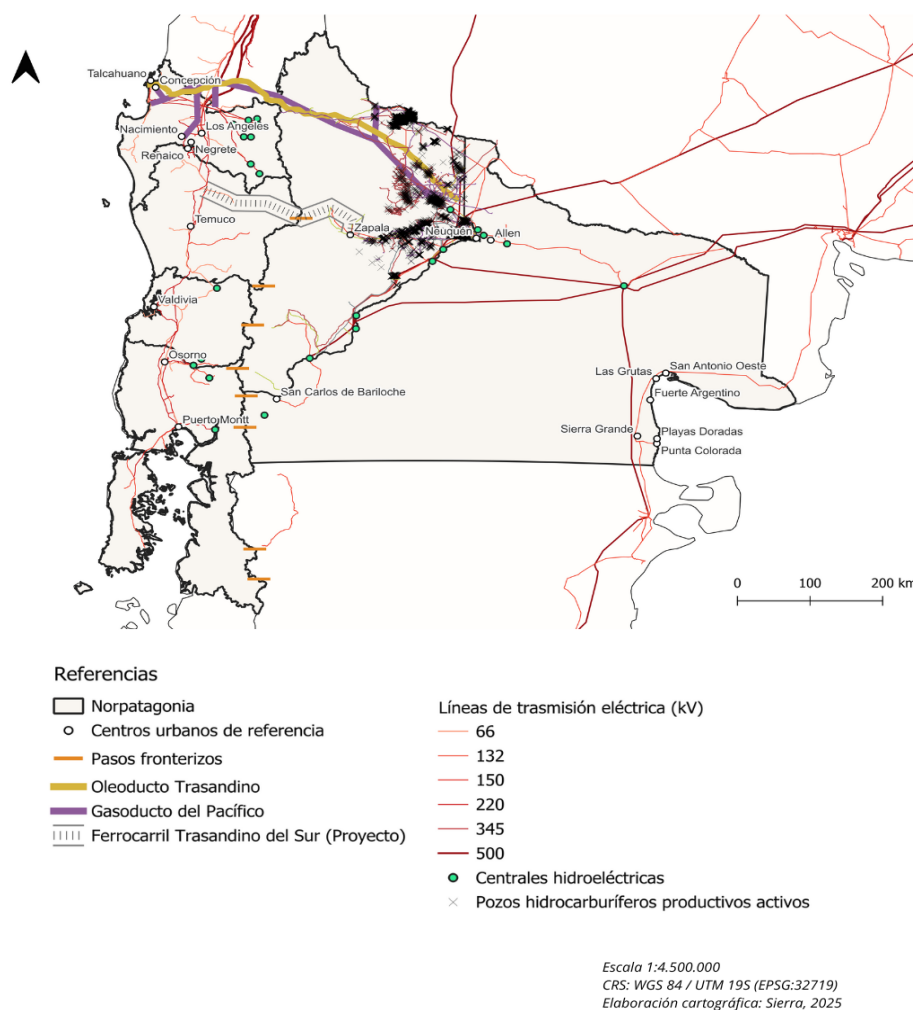 Talcahuano
Concepción
Nacimiento
Los Angeles
Renaico
Negrete
Temuco
Zapala
Neuquén
Allen
Valdivia
Osorno
San Carlos de Bariloche
Puerto Montt
Las Grutas
San Antonio Oeste
Fuerte Argentino
Sierra Grande
Playas Doradas
Punta Colorada
0 100 200 km
Referencias
Norpatagonia
Centros urbanos de referencia
Pasos fronterizos
Oleoducto Trasandino
Gasoducto del Pacífico
Ferrocarril Trasandino del Sur (Proyecto)
Líneas de trasmisión eléctrica (kV)
66
132
150
220
345
500
Centrales hidroeléctricas
Pozos hidrocarburíferos productivos activos
Escala 1:4.500.000
CRS: WGS 84 / UTM 19S (EPSG:32719)
Elaboración cartográfica: Sierra, 2025